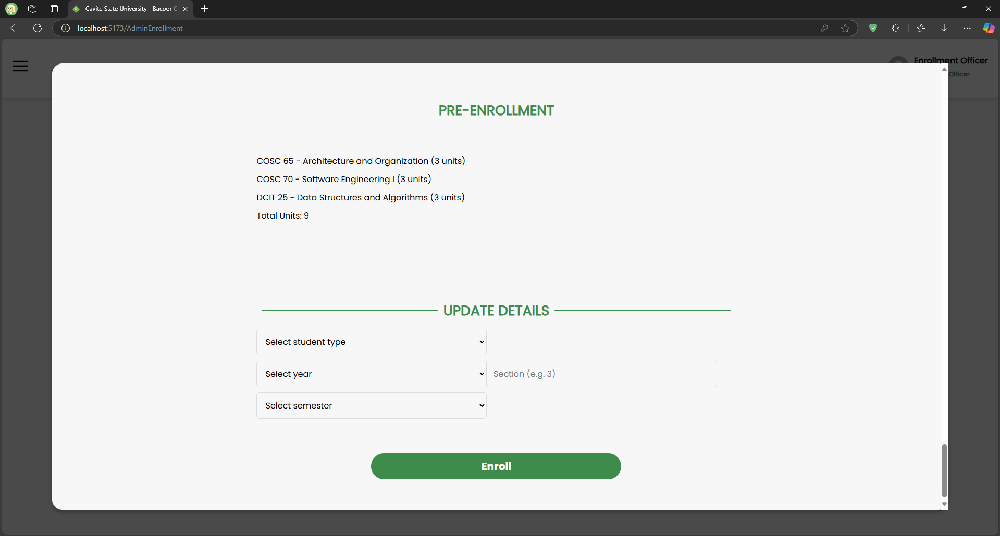 Cavite State University - Bacoor C
localhost:5173/AdminEnrollment
Enrollment Officer
Officer
PRE-ENROLLMENT
COSC 65 - Architecture and Organization (3 units)
COSC 70 - Software Engineering I (3 units)
DCIT 25 - Data Structures and Algorithms (3 units)
Total Units: 9
UPDATE DETAILS
Select student type
Select year
Section (e.g. 3)
Select semester
Enroll